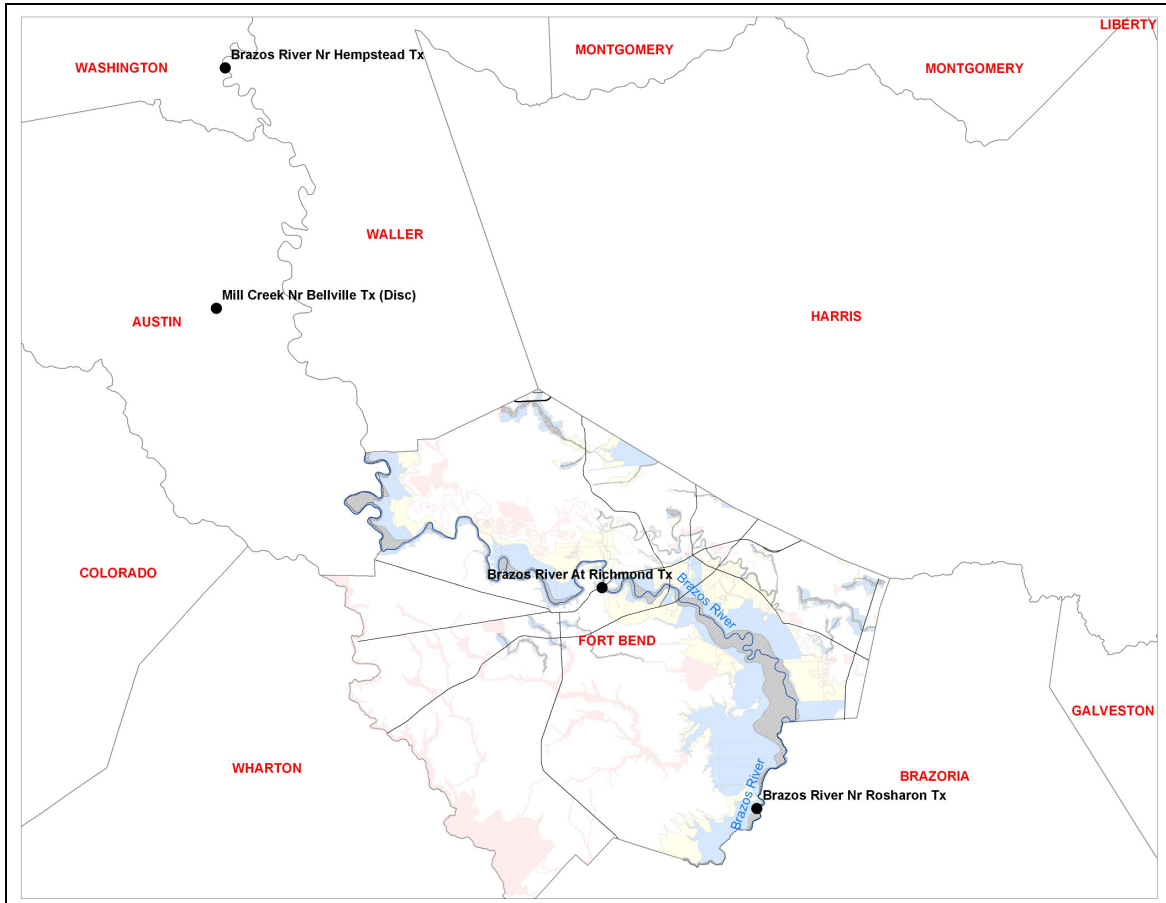 LIBERTY
MONTGOMERY
Brazos River Nr Hempstead Tx
WASHINGTON
MONTGOMERY
WALLER
Mill Creek Nr Bellville Tx (Disc)
HARRIS
AUSTIN
COLORADO
Brazos River At Richmond Tx
Brazos River
FORT BEND
GALVESTON
WHARTON
BRAZORIA
Brazos River
Brazos River Nr Rosharon Tx